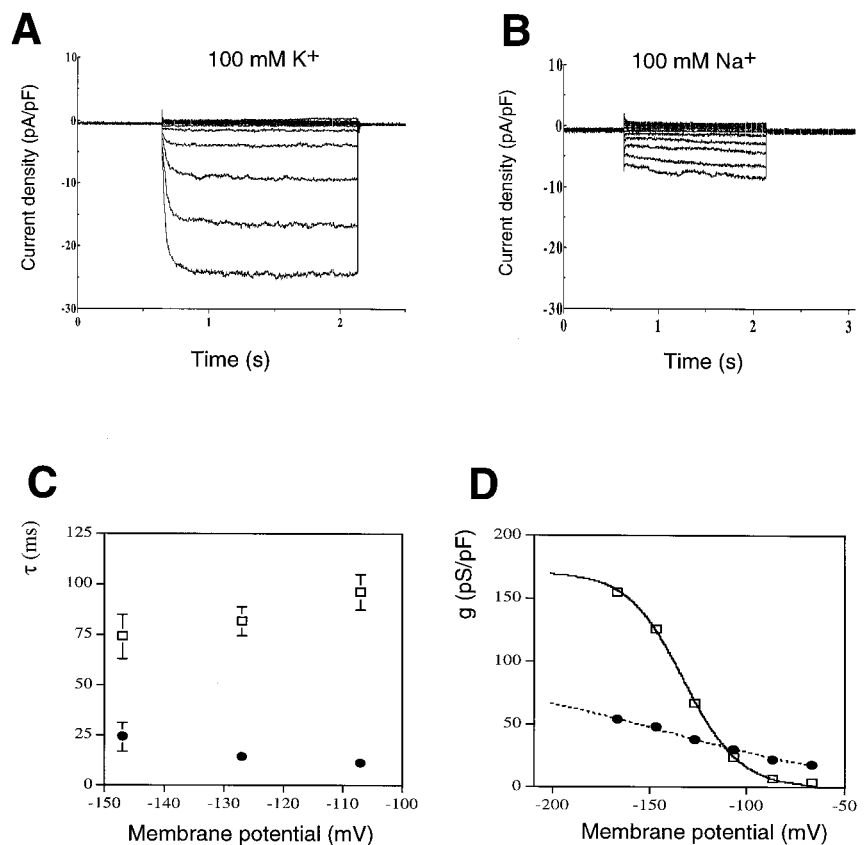 A
100 mM K+
Current density (pA/pF)
10
0
-10
-20
-30
0
1
2
Time (s)
B
100 mM Na+
Current density (pA/pF)
10
0
-10
-20
-30
0
1
2
3
Time (s)
C
τ (ms)
125
100
75
50
25
0
-150
-140
-130
-120
-110
-100
Membrane potential (mV)
D
g (pS/pF)
200
150
100
50
0
-200
-150
-100
-50
Membrane potential (mV)